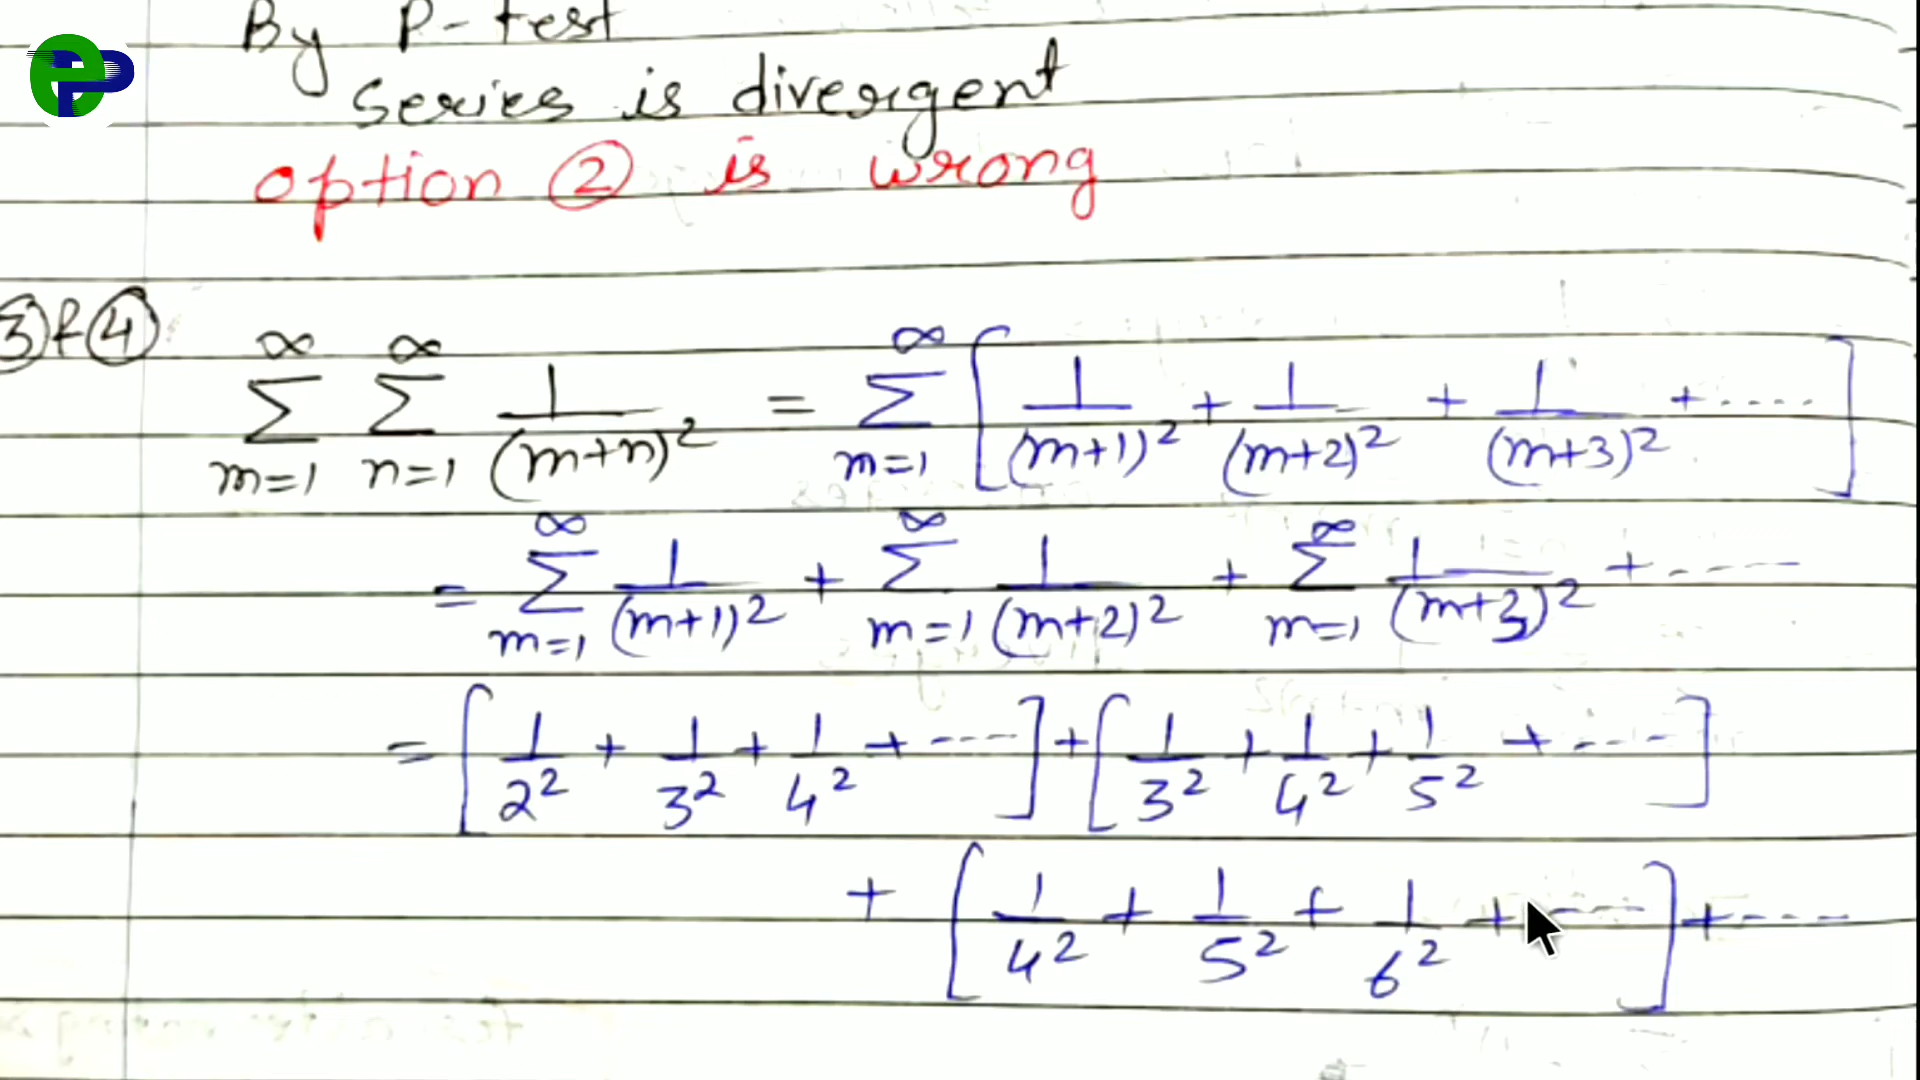 By P-test
series is divergent
option ② is wrong
③ & ④
∞ ∑ m=1 ∞ ∑ n=1 1/(m+n)² = ∞ ∑ m=1 [ 1/(m+1)² + 1/(m+2)² + 1/(m+3)² + ..... ]
= ∞ ∑ m=1 1/(m+1)² + ∞ ∑ m=1 1/(m+2)² + ∞ ∑ m=1 1/(m+3)² + -----
= [ 1/2² + 1/3² + 1/4² + ---- ] + [ 1/3² + 1/4² + 1/5² + ---- ]
+ [ 1/4² + 1/5² + 1/6² + ---- ] + ----